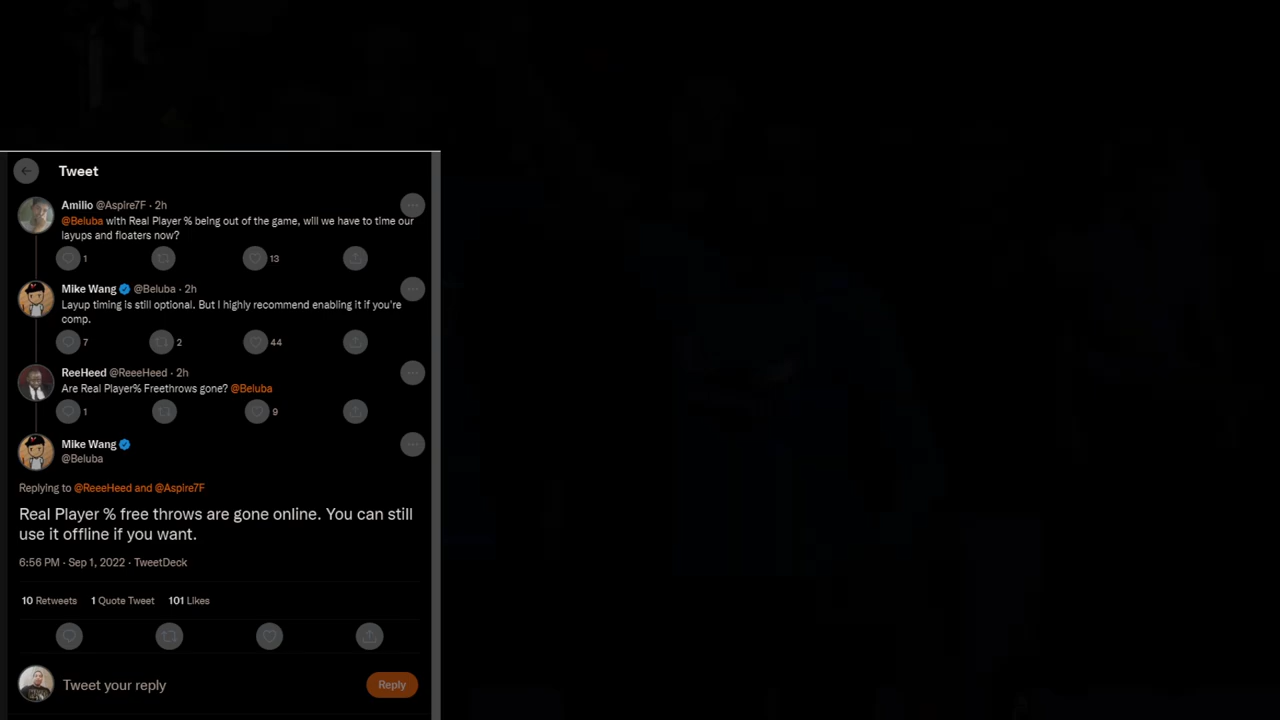 Tweet
Amilio @Aspire7F · 2h
@Beluba with Real Player % being out of the game, will we have to time our
layups and floaters now?
1 13
Mike Wang @Beluba · 2h
Layup timing is still optional. But I highly recommend enabling it if you're
comp.
7 2 44
ReeHeed @ReeeHeed · 2h
Are Real Player% Freethrows gone? @Beluba
1 9
Mike Wang
@Beluba
Replying to @ReeeHeed and @Aspire7F
Real Player % free throws are gone online. You can still
use it offline if you want.
6:56 PM · Sep 1, 2022 · TweetDeck
10 Retweets 1 Quote Tweet 101 Likes
Tweet your reply Reply